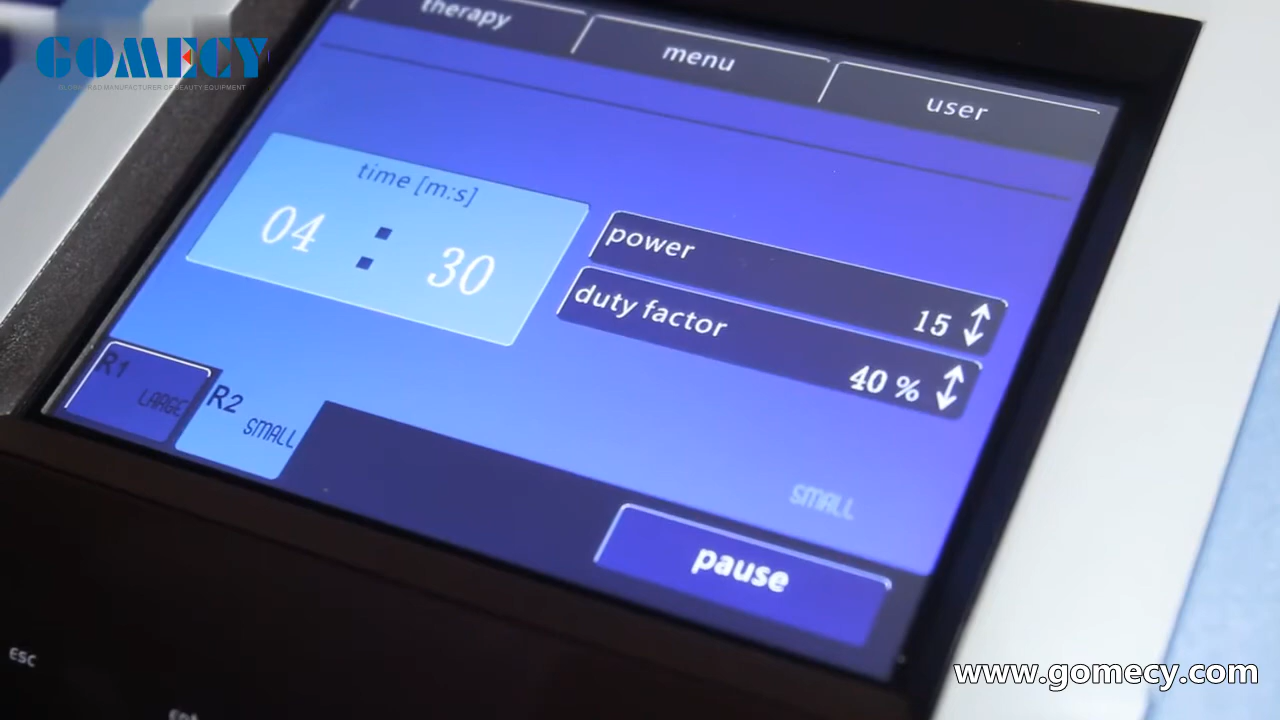 GOMECY
GLOBAL R&D MANUFACTURER OF BEAUTY EQUIPMENT
therapy
menu
user
time [m:s]
04 : 30
power
15
duty factor
40 %
R1
LARGE
R2
SMALL
SMALL
pause
ESC
www.gomecy.com